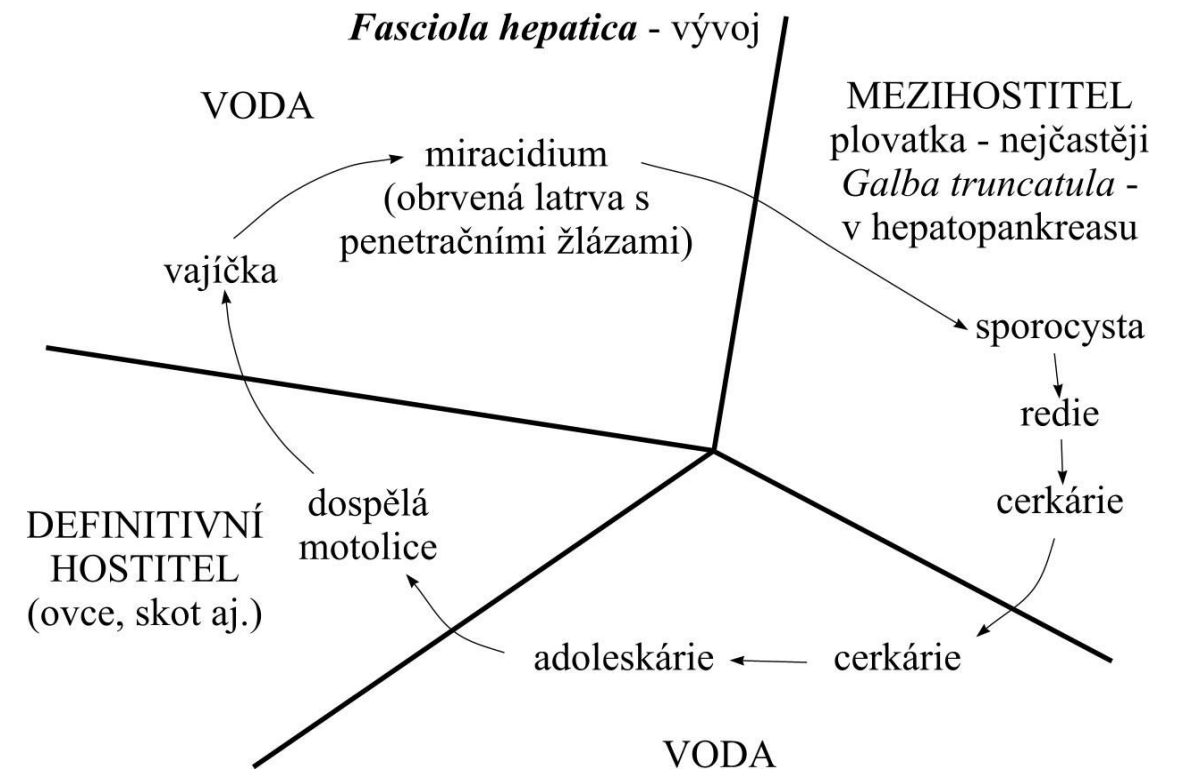 Fasciola hepatica - vývoj
VODA
miracidium
(obrvená latrva s
penetračními žlázami)
vajíčka
MEZIHOSTITEL
plovatka - nejčastěji
Galba truncatula -
v hepatopankreasu
sporocysta
redie
cerkárie
cerkárie
adoleskárie
VODA
dospělá
motolice
DEFINITIVNÍ
HOSTITEL
(ovce, skot aj.)